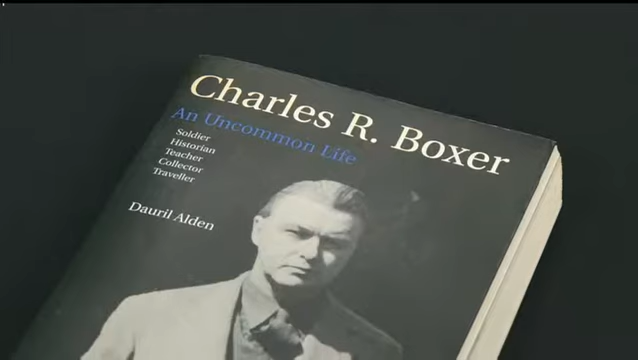 Charles R. Boxer
An Uncommon Life
Soldier
Historian
Teacher
Collector
Traveller
Dauril Alden